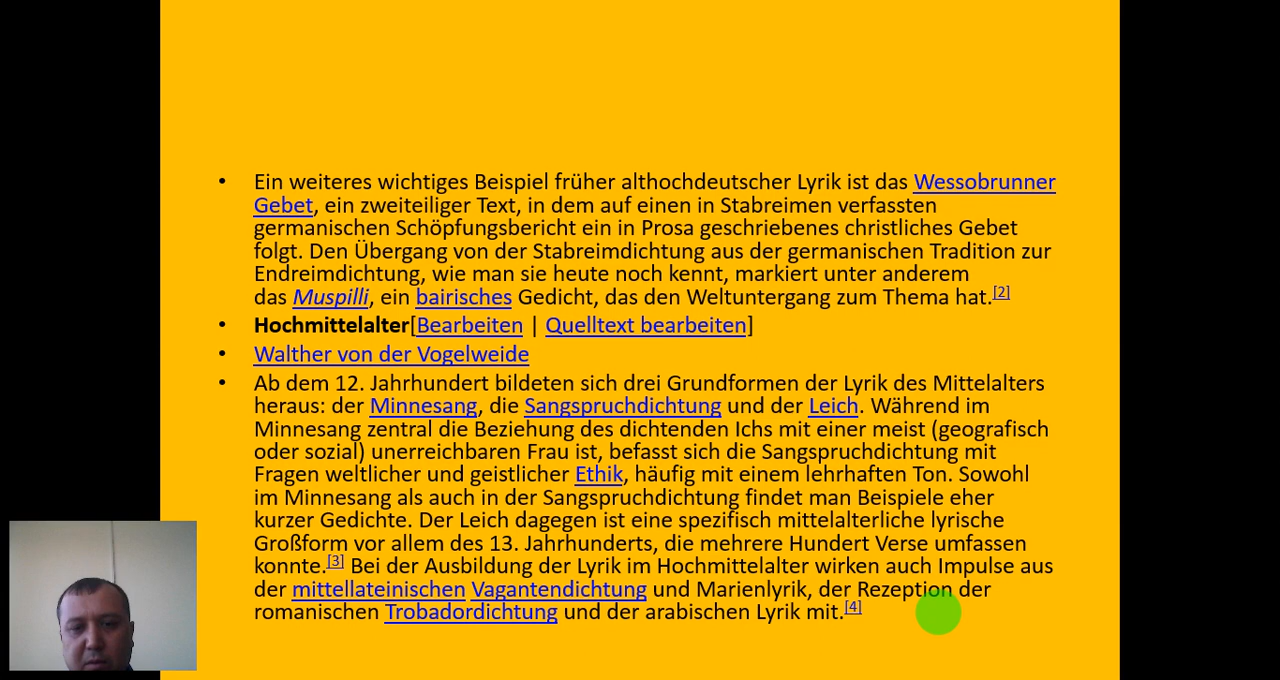 • Ein weiteres wichtiges Beispiel früher althochdeutscher Lyrik ist das Wessobrunner
Gebet, ein zweiteiliger Text, in dem auf einen in Stabreimen verfassten
germanischen Schöpfungsbericht ein in Prosa geschriebenes christliches Gebet
folgt. Den Übergang von der Stabreimdichtung aus der germanischen Tradition zur
Endreimdichtung, wie man sie heute noch kennt, markiert unter anderem
das Muspilli, ein bairisches Gedicht, das den Weltuntergang zum Thema hat.[2]
• Hochmittelalter[Bearbeiten | Quelltext bearbeiten]
• Walther von der Vogelweide
• Ab dem 12. Jahrhundert bildeten sich drei Grundformen der Lyrik des Mittelalters
heraus: der Minnesang, die Sangspruchdichtung und der Leich. Während im
Minnesang zentral die Beziehung des dichtenden Ichs mit einer meist (geografisch
oder sozial) unerreichbaren Frau ist, befasst sich die Sangspruchdichtung mit
Fragen weltlicher und geistlicher Ethik, häufig mit einem lehrhaften Ton. Sowohl
im Minnesang als auch in der Sangspruchdichtung findet man Beispiele eher
kurzer Gedichte. Der Leich dagegen ist eine spezifisch mittelalterliche lyrische
Großform vor allem des 13. Jahrhunderts, die mehrere Hundert Verse umfassen
konnte.[3] Bei der Ausbildung der Lyrik im Hochmittelalter wirken auch Impulse aus
der mittellateinischen Vagantendichtung und Marienlyrik, der Rezeption der
romanischen Trobadordichtung und der arabischen Lyrik mit.[4]